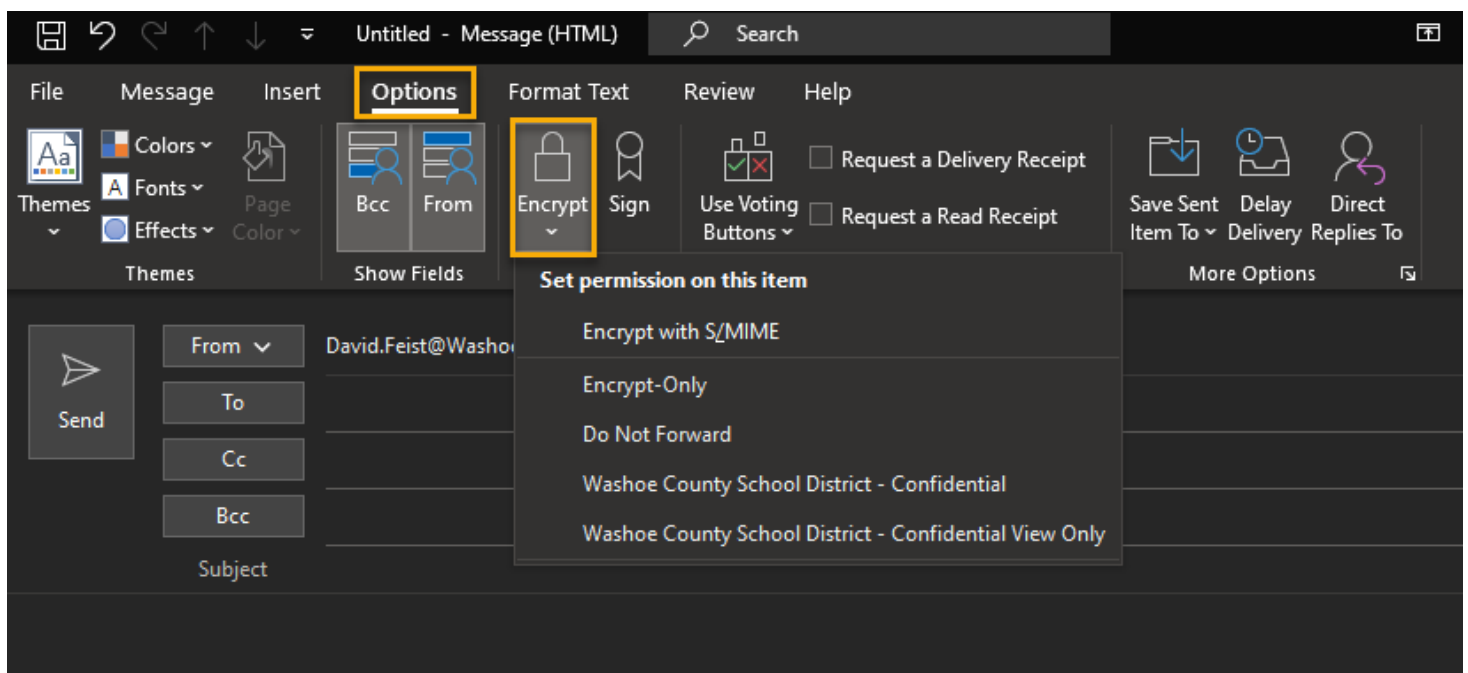 Untitled - Message (HTML)
Search
File Message Insert Options Format Text Review Help
Aa
Themes
Colors
A Fonts
Effects
Page
Color
Themes
Bcc From
Show Fields
Encrypt Sign
Use Voting
Buttons
Request a Delivery Receipt
Request a Read Receipt
Save Sent
Item To
Delay
Delivery
Direct
Replies To
More Options
Set permission on this item
Encrypt with S/MIME
Encrypt-Only
Do Not Forward
Washoe County School District - Confidential
Washoe County School District - Confidential View Only
Send
From David.Feist@Washo
To
Cc
Bcc
Subject